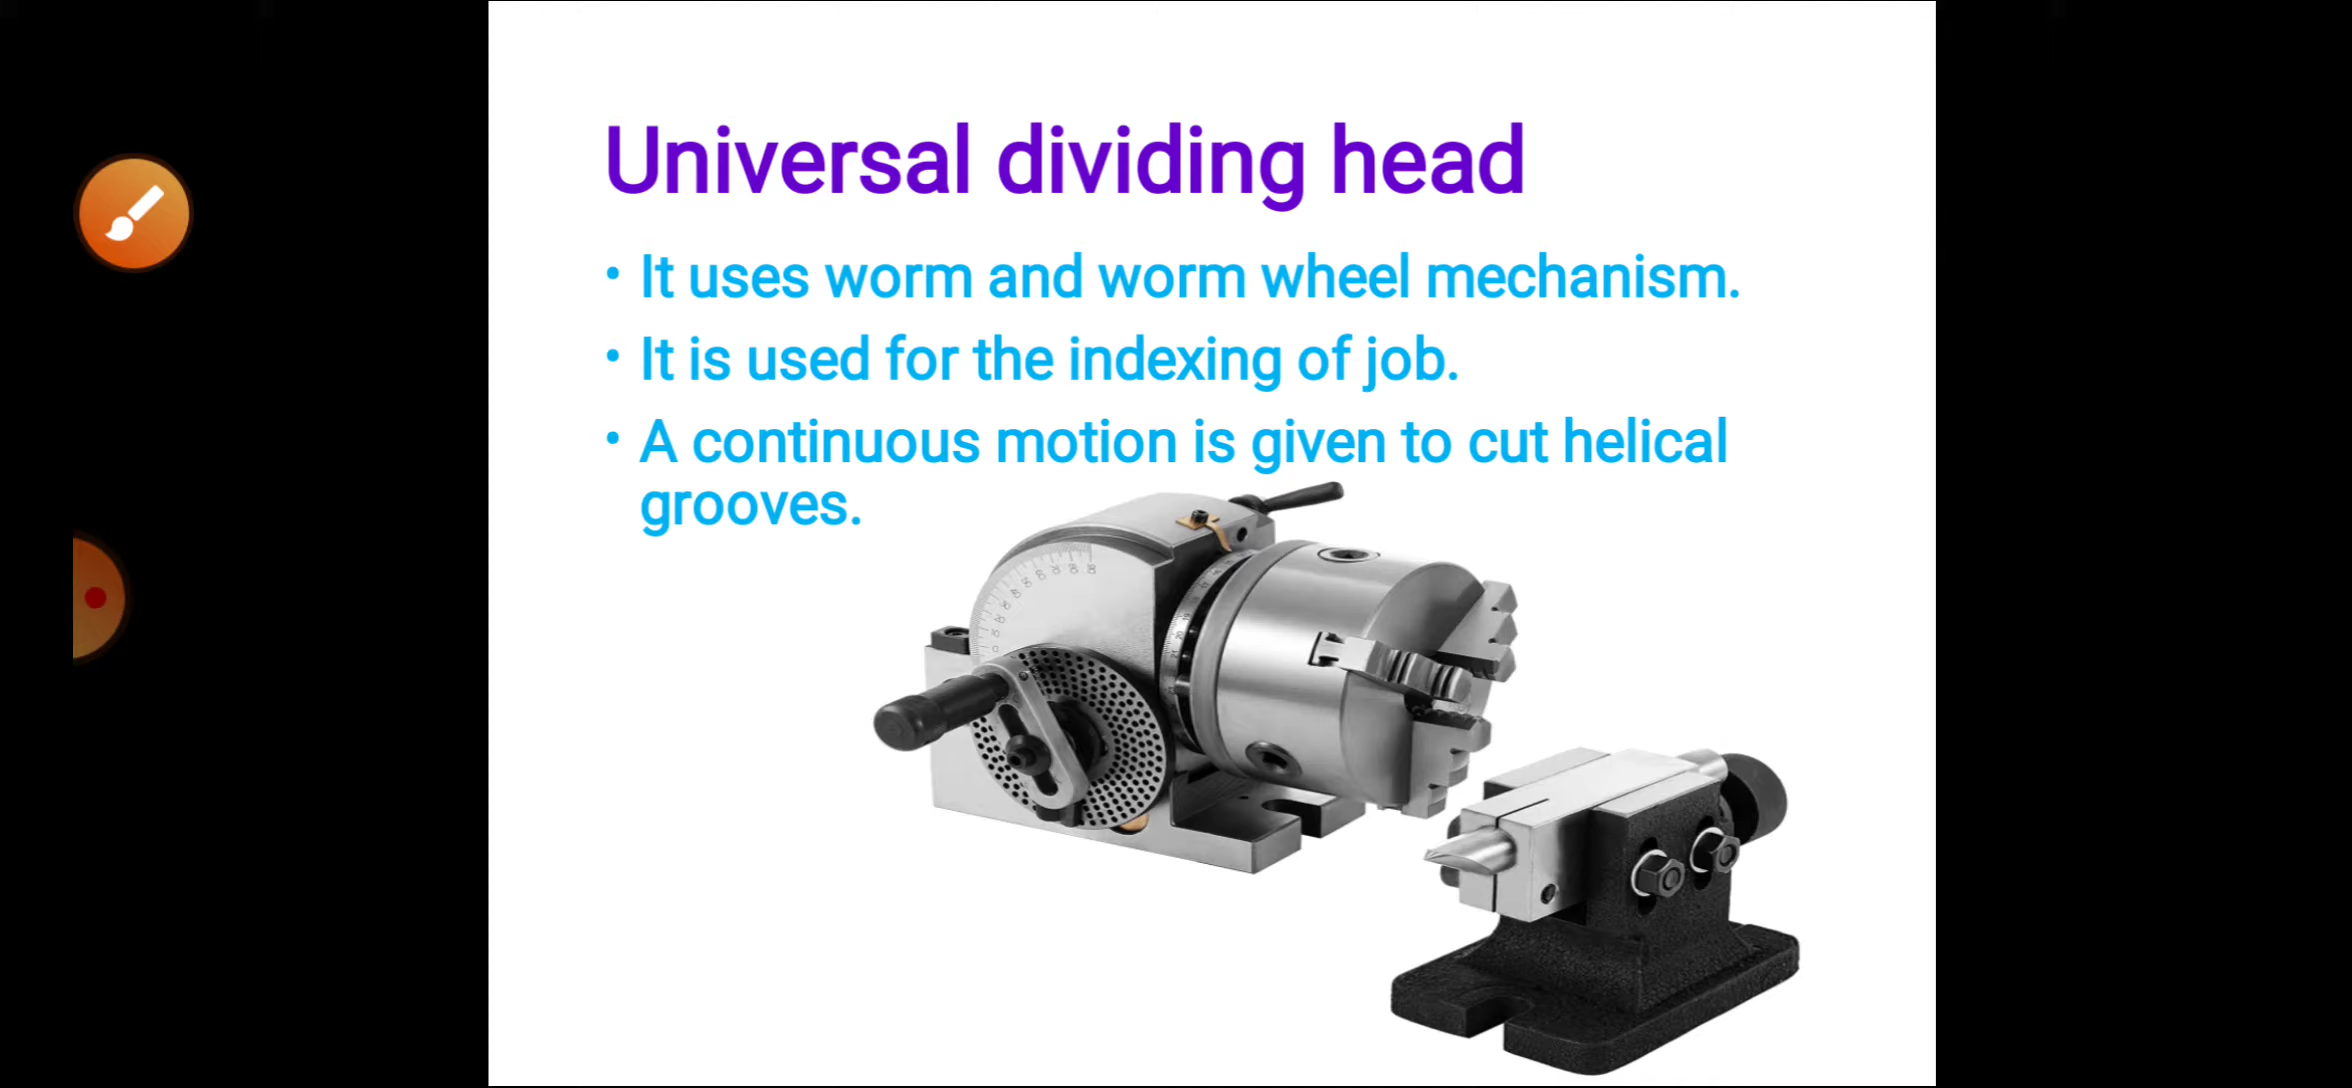 Universal dividing head
• It uses worm and worm wheel mechanism.
• It is used for the indexing of job.
• A continuous motion is given to cut helical
grooves.